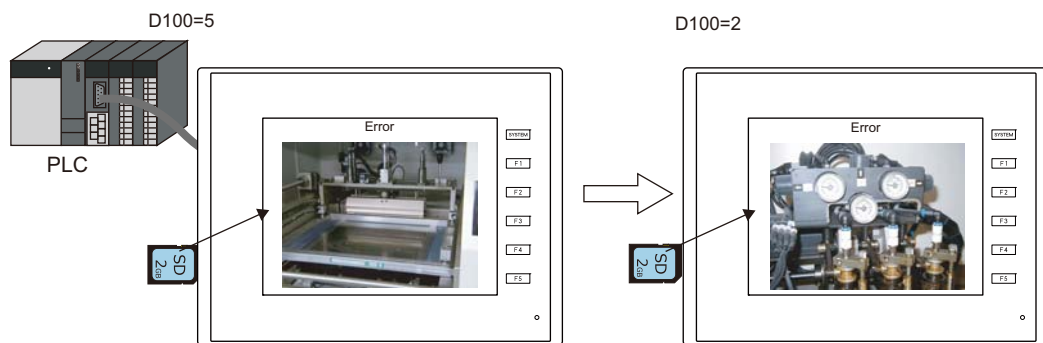 D100=5
PLC
Error
SYSTEM
F1
F2
F3
F4
F5
SD
2GB
D100=2
Error
SYSTEM
F1
F2
F3
F4
F5
SD
2GB